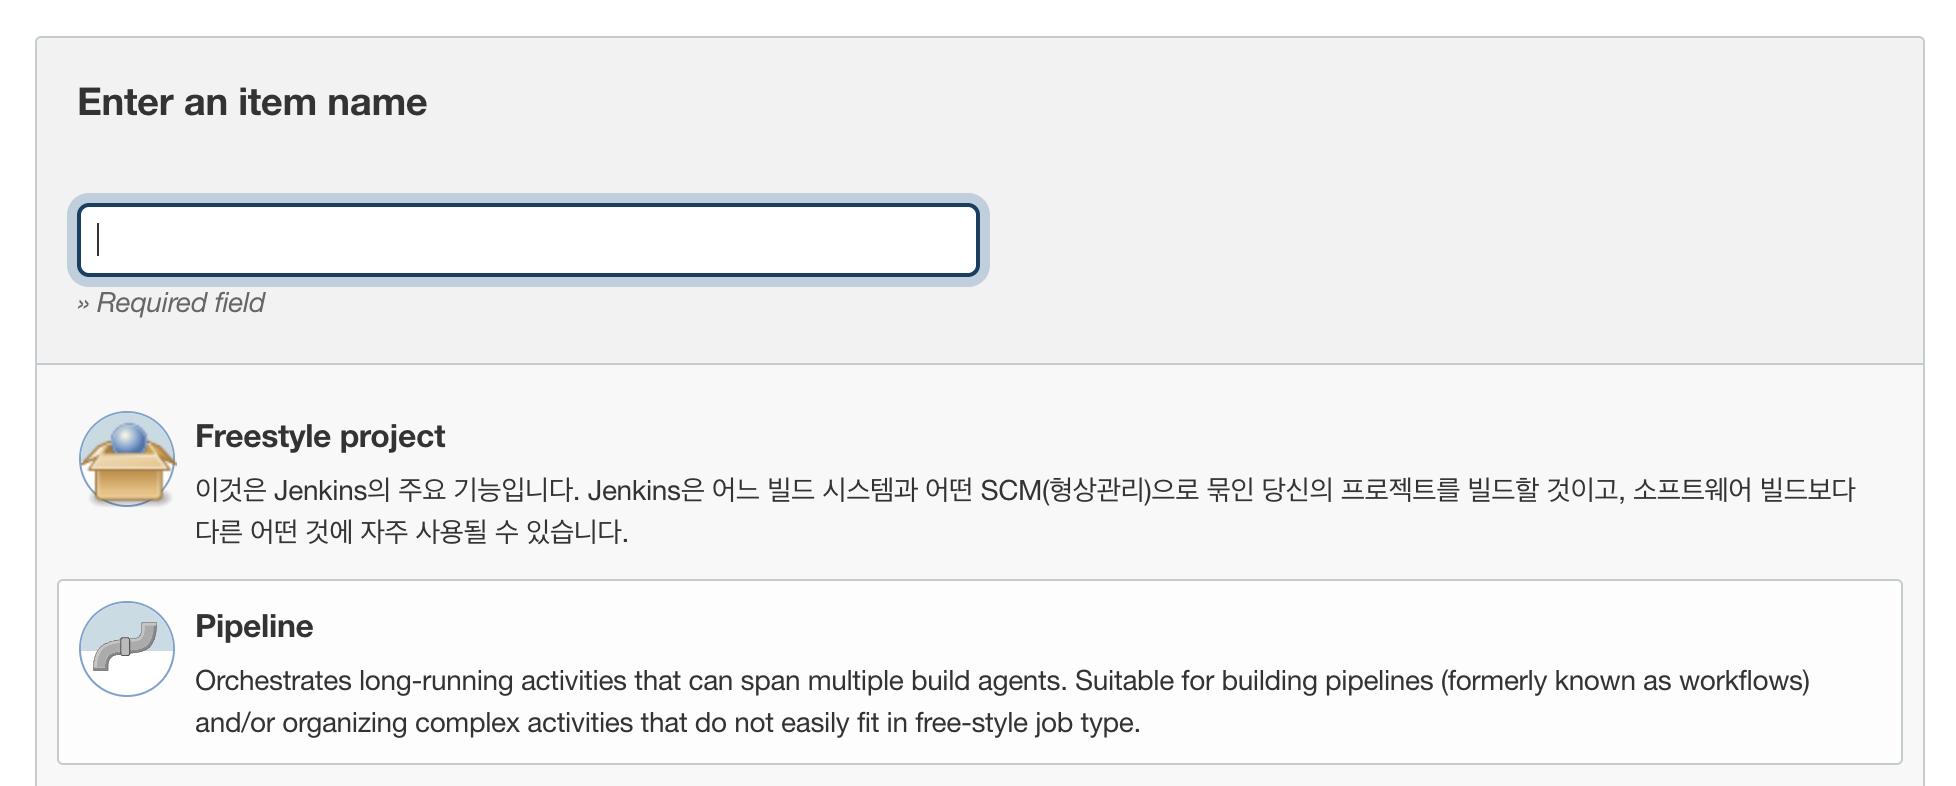 Enter an item name
» Required field
Freestyle project
이것은 Jenkins의 주요 기능입니다. Jenkins은 어느 빌드 시스템과 어떤 SCM(형상관리)으로 묶인 당신의 프로젝트를 빌드할 것이고, 소프트웨어 빌드보다
다른 어떤 것에 자주 사용될 수 있습니다.
Pipeline
Orchestrates long-running activities that can span multiple build agents. Suitable for building pipelines (formerly known as workflows)
and/or organizing complex activities that do not easily fit in free-style job type.